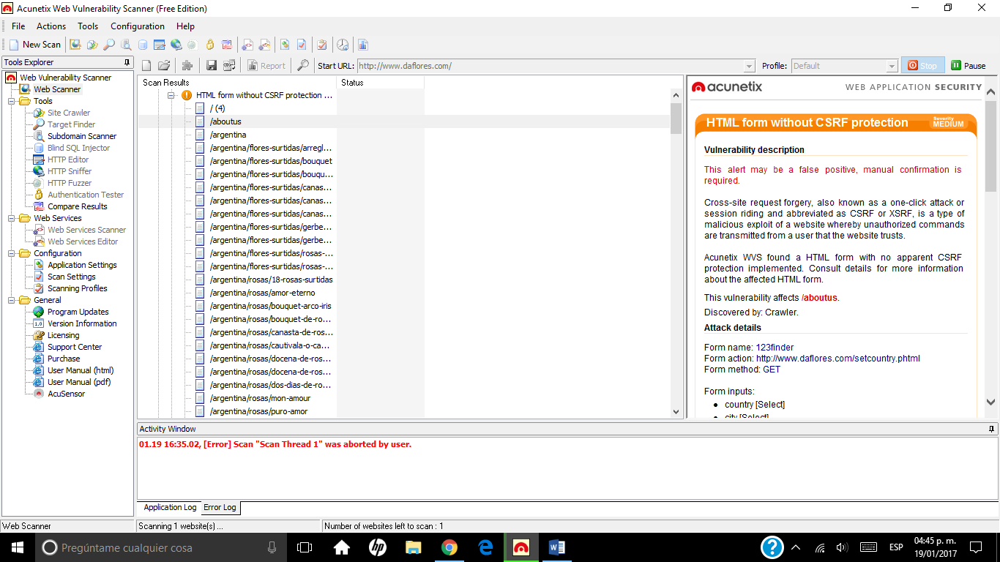 Acunetix Web Vulnerability Scanner (Free Edition)
File Actions Tools Configuration Help
New Scan
Tools Explorer
Report Start URL: http://www.daflores.com/ Profile: Default Stop Pause
Web Vulnerability Scanner
Web Scanner
Tools
Site Crawler
Target Finder
Subdomain Scanner
Blind SQL Injector
HTTP Editor
HTTP Sniffer
HTTP Fuzzer
Authentication Tester
Compare Results
Web Services
Web Services Scanner
Web Services Editor
Configuration
Application Settings
Scan Settings
Scanning Profiles
General
Program Updates
1.0 Version Information
Licensing
Support Center
Purchase
User Manual (html)
User Manual (pdf)
AcuSensor
Scan Results Status
HTML form without CSRF protection ...
/ (4)
/aboutus
/argentina
/argentina/flores-surtidas/arregl...
/argentina/flores-surtidas/bouquet
/argentina/flores-surtidas/bouqu...
/argentina/flores-surtidas/canas...
/argentina/flores-surtidas/canas...
/argentina/flores-surtidas/canas...
/argentina/flores-surtidas/gerbe...
/argentina/flores-surtidas/gerbe...
/argentina/flores-surtidas/rosas-...
/argentina/flores-surtidas/rosas-...
/argentina/rosas/18-rosas-surtidas
/argentina/rosas/amor-eterno
/argentina/rosas/bouquet-arco-iris
/argentina/rosas/bouquet-de-ro...
/argentina/rosas/canasta-de-ros...
/argentina/rosas/cautivala-o-ca...
/argentina/rosas/docena-de-ros...
/argentina/rosas/docena-de-ros...
/argentina/rosas/dos-dias-de-ro...
/argentina/rosas/mon-amour
/argentina/rosas/puro-amor
acunetix WEB APPLICATION SECURITY
HTML form without CSRF protection Severity MEDIUM
Vulnerability description
This alert may be a false positive, manual confirmation is
required.
Cross-site request forgery, also known as a one-click attack or
session riding and abbreviated as CSRF or XSRF, is a type of
malicious exploit of a website whereby unauthorized commands
are transmitted from a user that the website trusts.
Acunetix WVS found a HTML form with no apparent CSRF
protection implemented. Consult details for more information
about the affected HTML form.
This vulnerability affects /aboutus.
Discovered by: Crawler.
Attack details
Form name: 123finder
Form action: http://www.daflores.com/setcountry.phtml
Form method: GET
Form inputs:
● country [Select]
● city [Select]
Activity Window
01.19 16:35.02, [Error] Scan "Scan Thread 1" was aborted by user.
Application Log Error Log
Web Scanner Scanning 1 website(s) ... Number of websites left to scan : 1
Pregúntame cualquier cosa
ESP 04:45 p. m.
19/01/2017